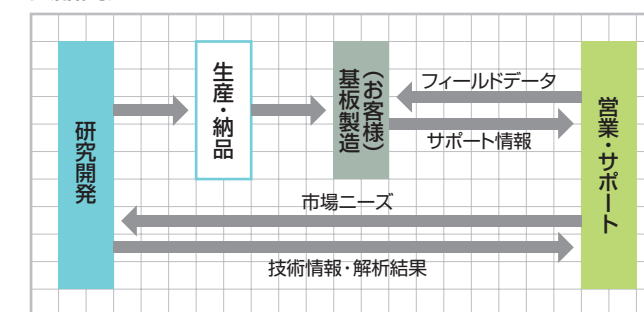 研究開発
生産・納品
基板製造
（お客様）
フィールドデータ
サポート情報
営業・サポート
市場ニーズ
技術情報・解析結果